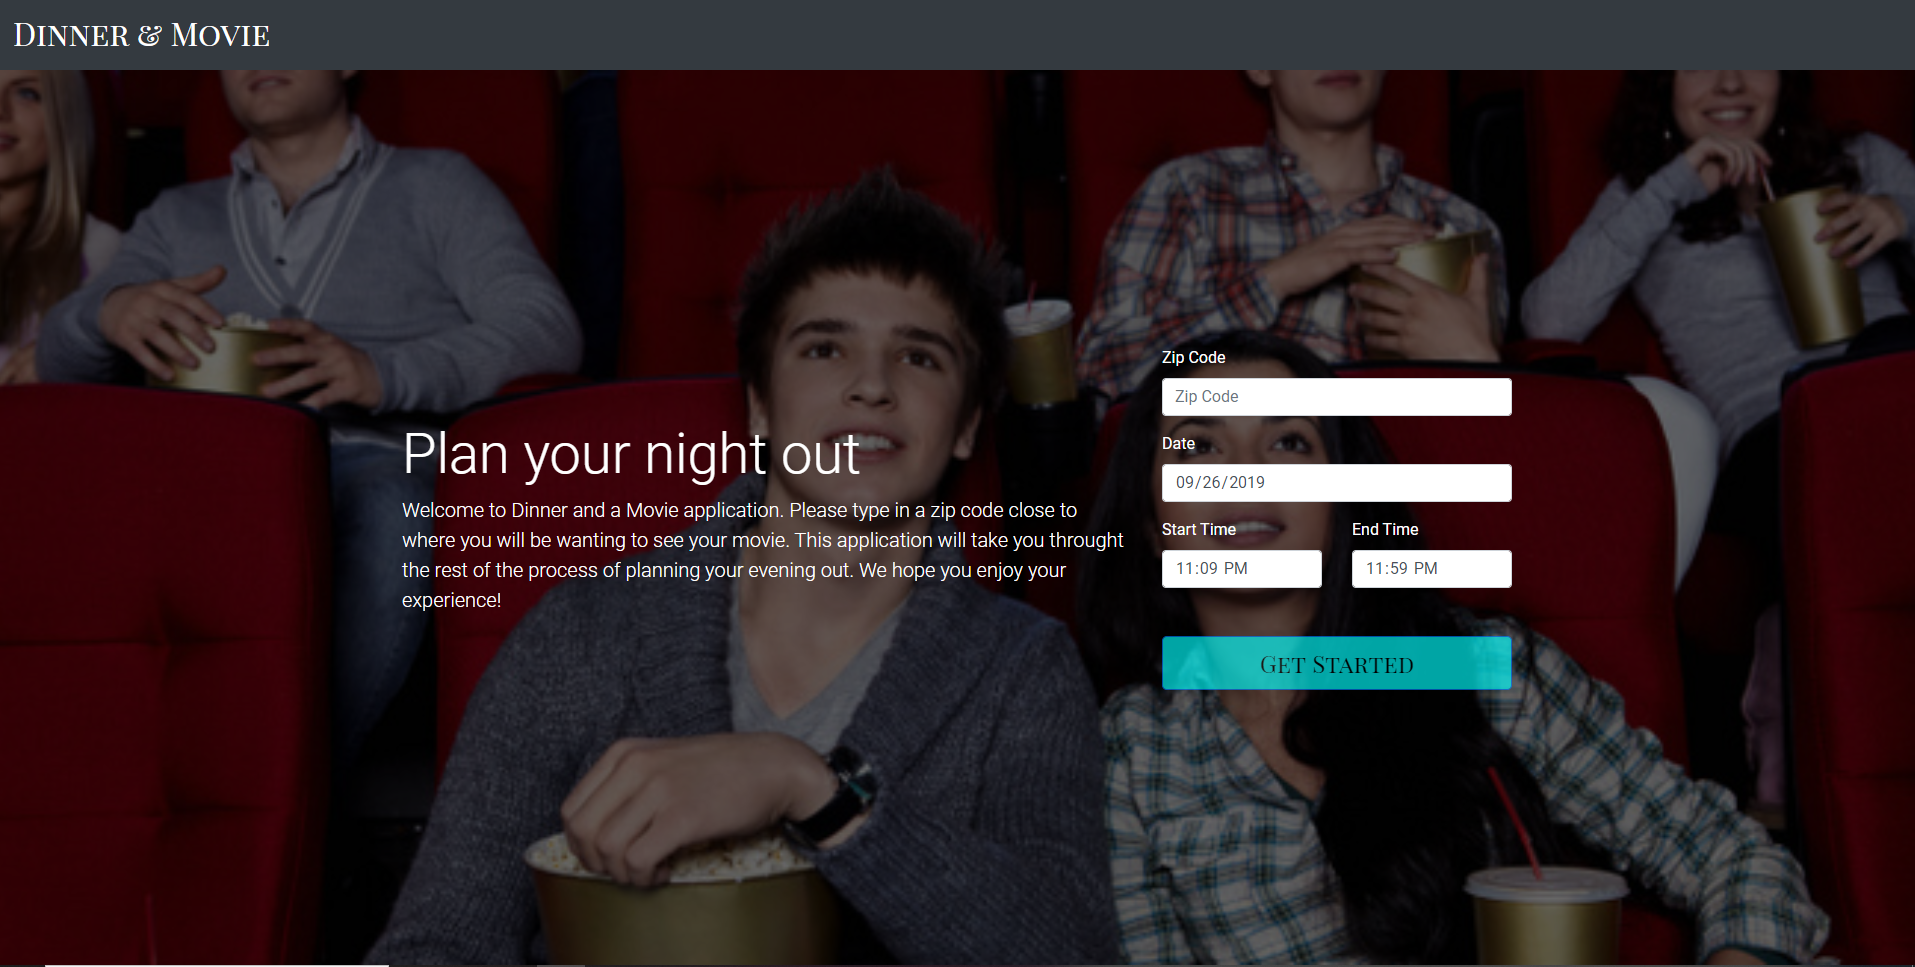 Dinner & Movie
Plan your night out
Welcome to Dinner and a Movie application. Please type in a zip code close to
where you will be wanting to see your movie. This application will take you throught
the rest of the process of planning your evening out. We hope you enjoy your
experience!
Zip Code
Zip Code
Date
09/26/2019
Start Time End Time
11:09 PM 11:59 PM
Get Started